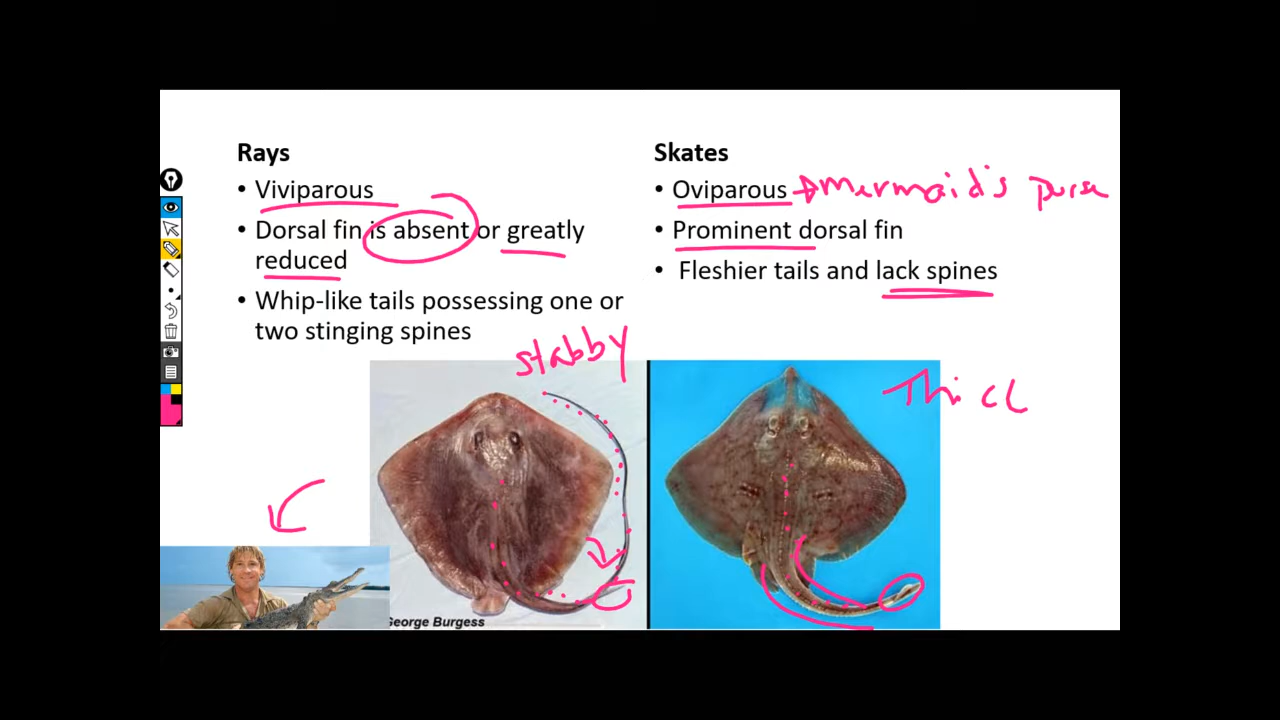 Rays
• Viviparous
• Dorsal fin is absent or greatly
reduced
• Whip-like tails possessing one or
two stinging spines
stabby
George Burgess
Skates
• Oviparous → mermaid's purse
• Prominent dorsal fin
• Fleshier tails and lack spines